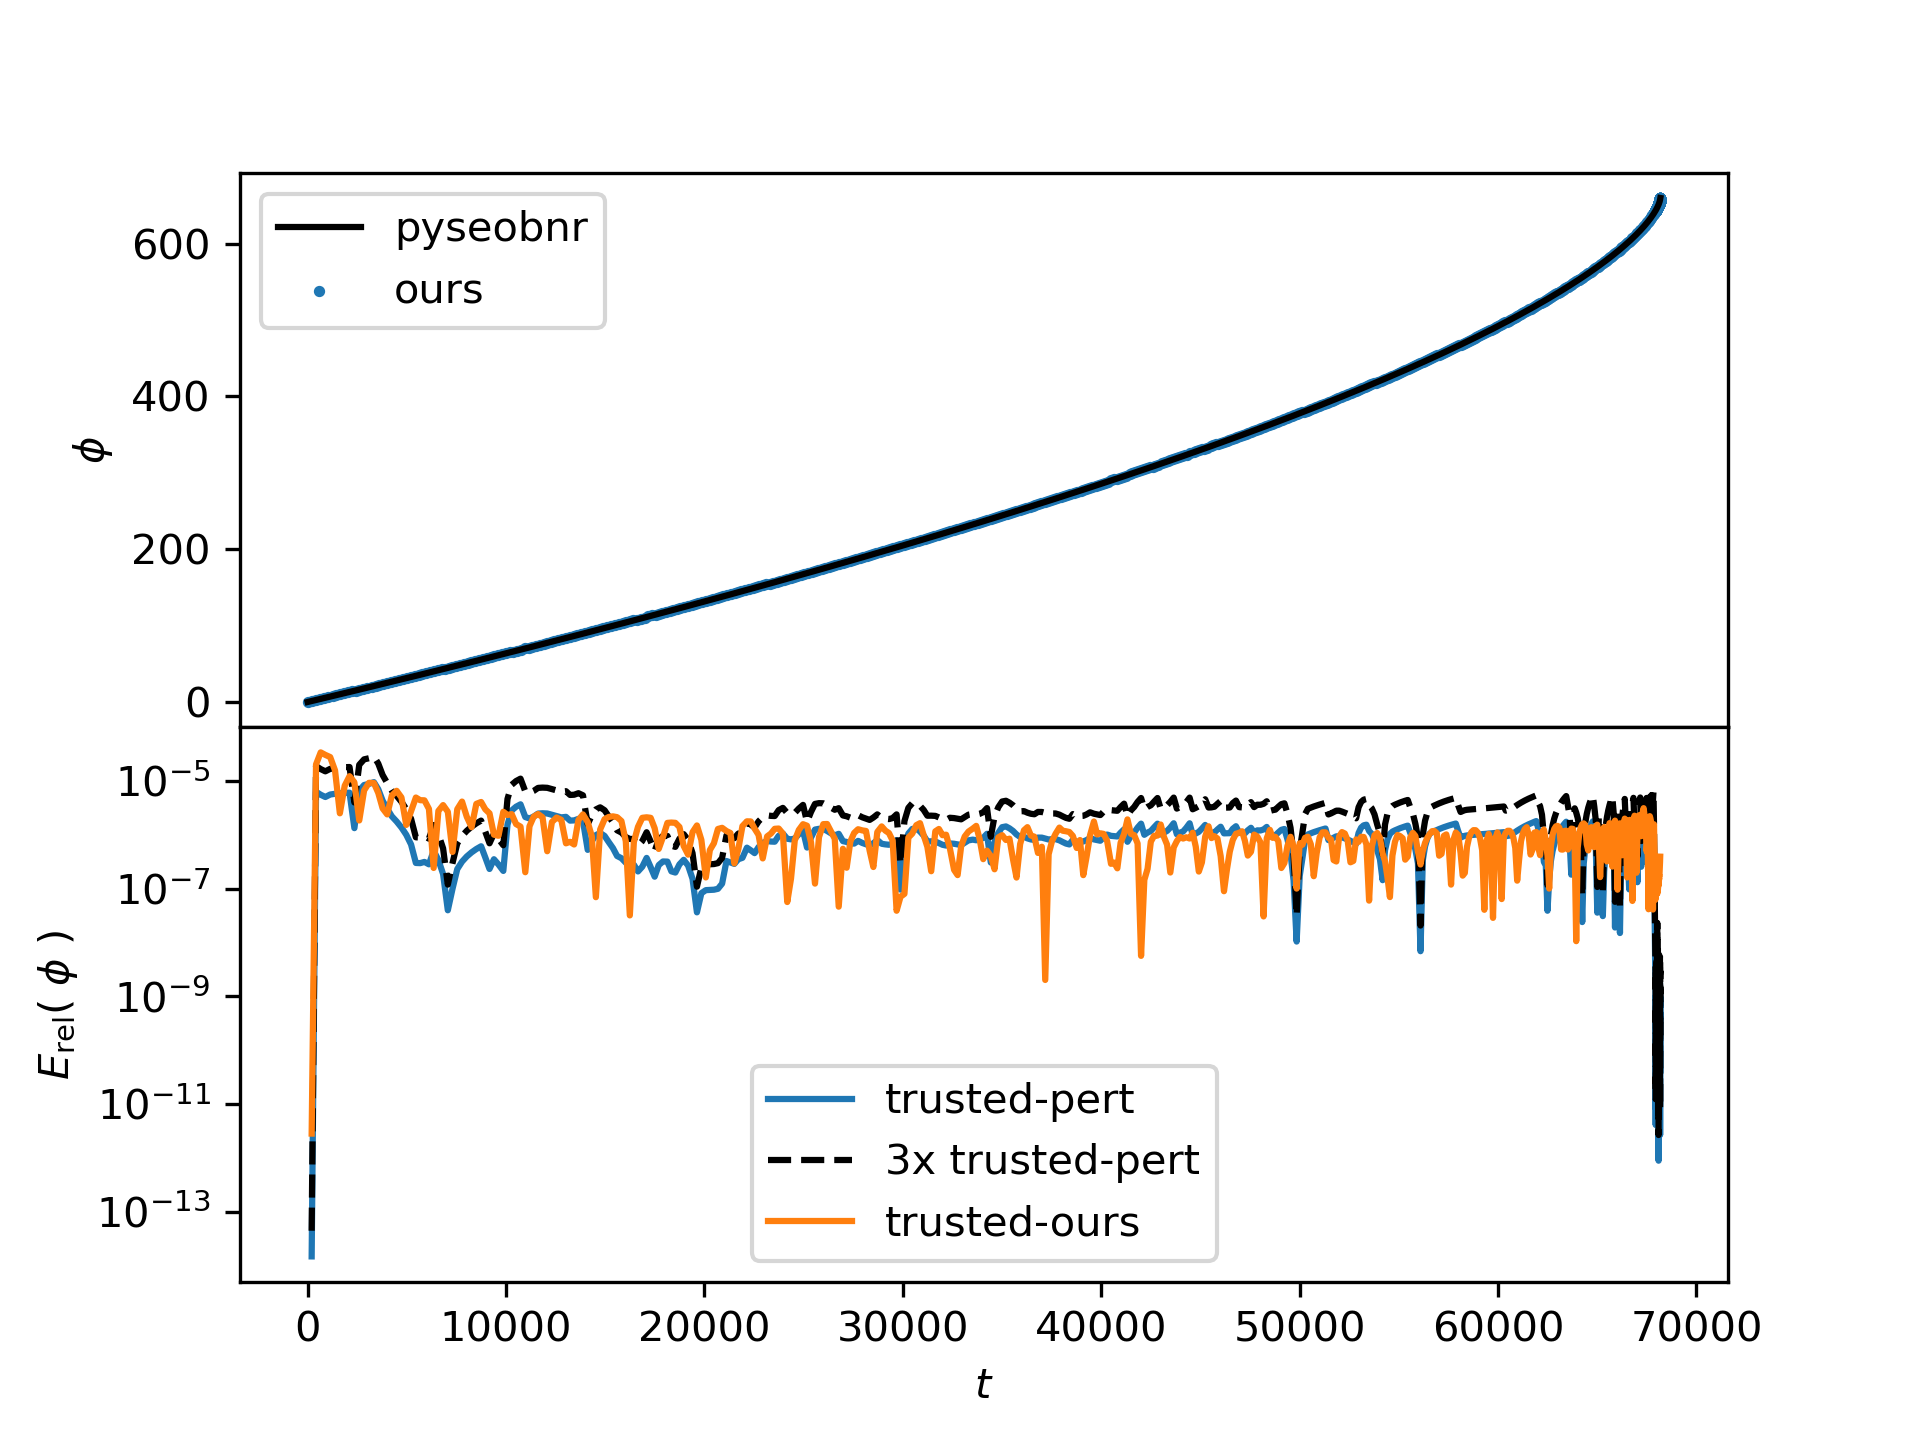 pyseobnr
ours
600
400
200
0
ϕ
10⁻⁵
10⁻⁷
10⁻⁹
10⁻¹¹
10⁻¹³
E_rel( ϕ )
trusted-pert
3x trusted-pert
trusted-ours
0 10000 20000 30000 40000 50000 60000 70000
t